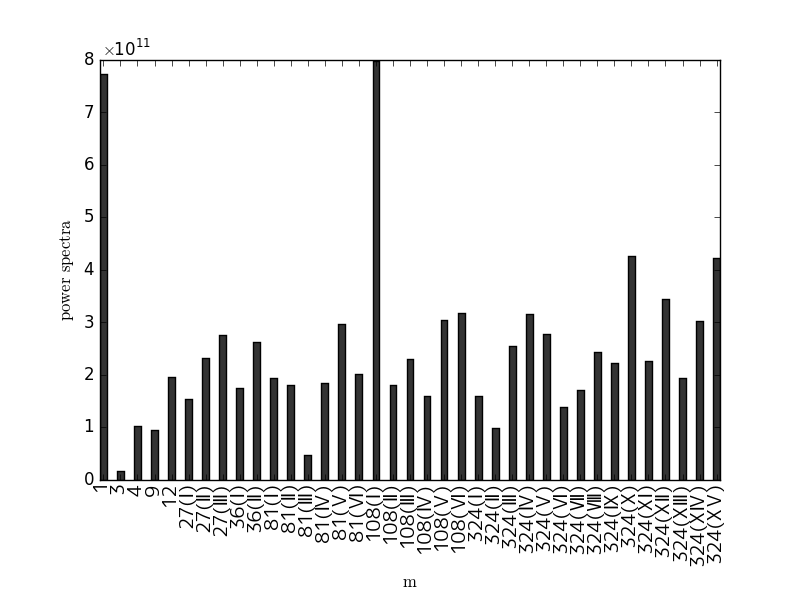 ×10¹¹
8
7
6
5
4
3
2
1
0
power spectra
1
3
4
9
12
27(I)
27(II)
27(III)
36(I)
36(II)
81(I)
81(II)
81(III)
81(IV)
81(V)
81(VI)
108(I)
108(II)
108(III)
108(IV)
108(V)
108(VI)
324(I)
324(II)
324(III)
324(IV)
324(V)
324(VI)
324(VII)
324(VIII)
324(IX)
324(X)
324(XI)
324(XII)
324(XIII)
324(XIV)
324(XV)
m